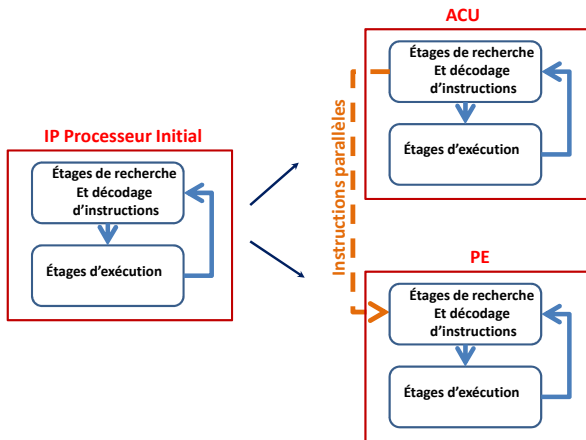 IP Processeur Initial
Étages de recherche
Et décodage
d'instructions
Étages d'exécution
ACU
Étages de recherche
Et décodage
d'instructions
Étages d'exécution
Instructions parallèles
PE
Étages de recherche
Et décodage
d'instructions
Étages d'exécution